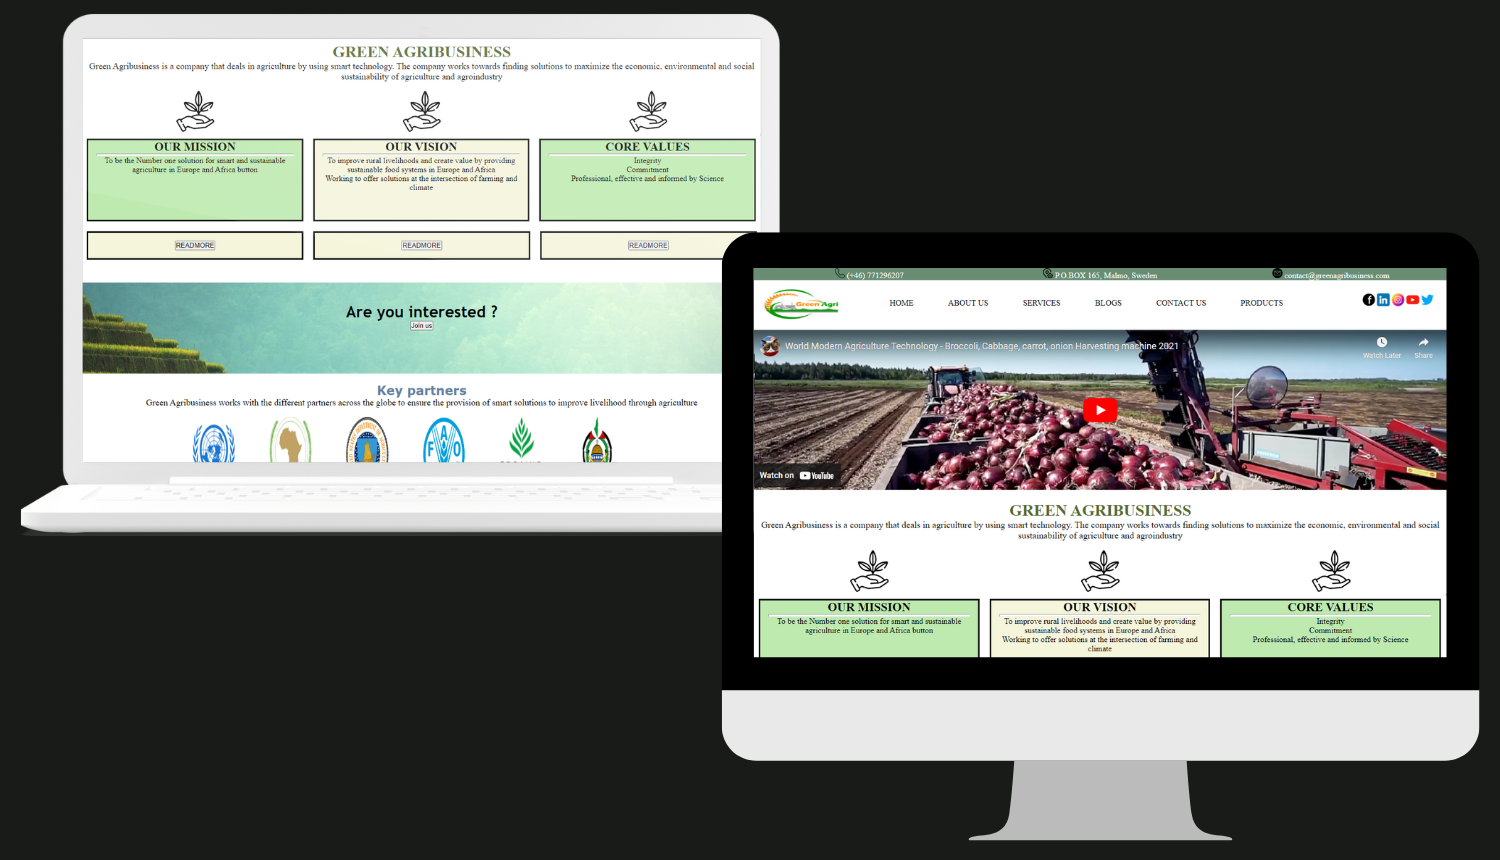 GREEN AGRIBUSINESS
Green Agribusiness is a company that deals in agriculture by using smart technology. The company works towards finding solutions to maximize the economic, environmental and social
sustainability of agriculture and agroindustry
OUR MISSION
To be the Number one solution for smart and sustainable
agriculture in Europe and Africa button
OUR VISION
To improve rural livelihoods and create value by providing
sustainable food systems in Europe and Africa
Working to offer solutions at the intersection of farming and
climate
CORE VALUES
Integrity
Commitment
Professional, effective and informed by Science
READMORE
READMORE
READMORE
Are you interested ?
Join us
Key partners
Green Agribusiness works with the different partners across the globe to ensure the provision of smart solutions to improve livelihood through agriculture
FAO
(+46) 771296207
P.O.BOX 165, Malmo, Sweden
contact@greenagribusiness.com
Green Agri
HOME
ABOUT US
SERVICES
BLOGS
CONTACT US
PRODUCTS
World Modern Agriculture Technology - Broccoli, Cabbage, carrot, onion Harvesting machine 2021
Watch Later
Share
Watch on YouTube
GREEN AGRIBUSINESS
Green Agribusiness is a company that deals in agriculture by using smart technology. The company works towards finding solutions to maximize the economic, environmental and social
sustainability of agriculture and agroindustry
OUR MISSION
To be the Number one solution for smart and sustainable
agriculture in Europe and Africa button
OUR VISION
To improve rural livelihoods and create value by providing
sustainable food systems in Europe and Africa
Working to offer solutions at the intersection of farming and
climate
CORE VALUES
Integrity
Commitment
Professional, effective and informed by Science